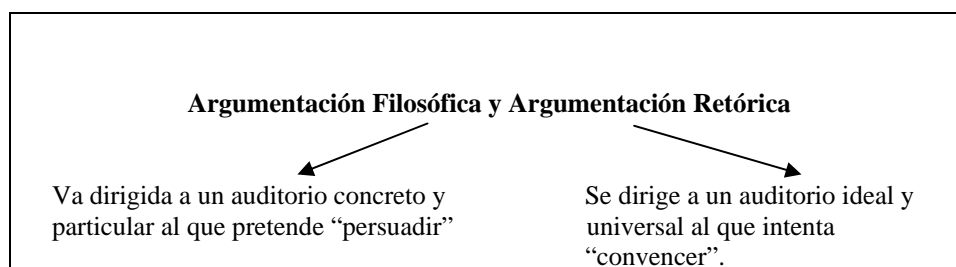 Argumentación Filosófica y Argumentación Retórica
Va dirigida a un auditorio concreto y
particular al que pretende “persuadir”
Se dirige a un auditorio ideal y
universal al que intenta
“convencer”.